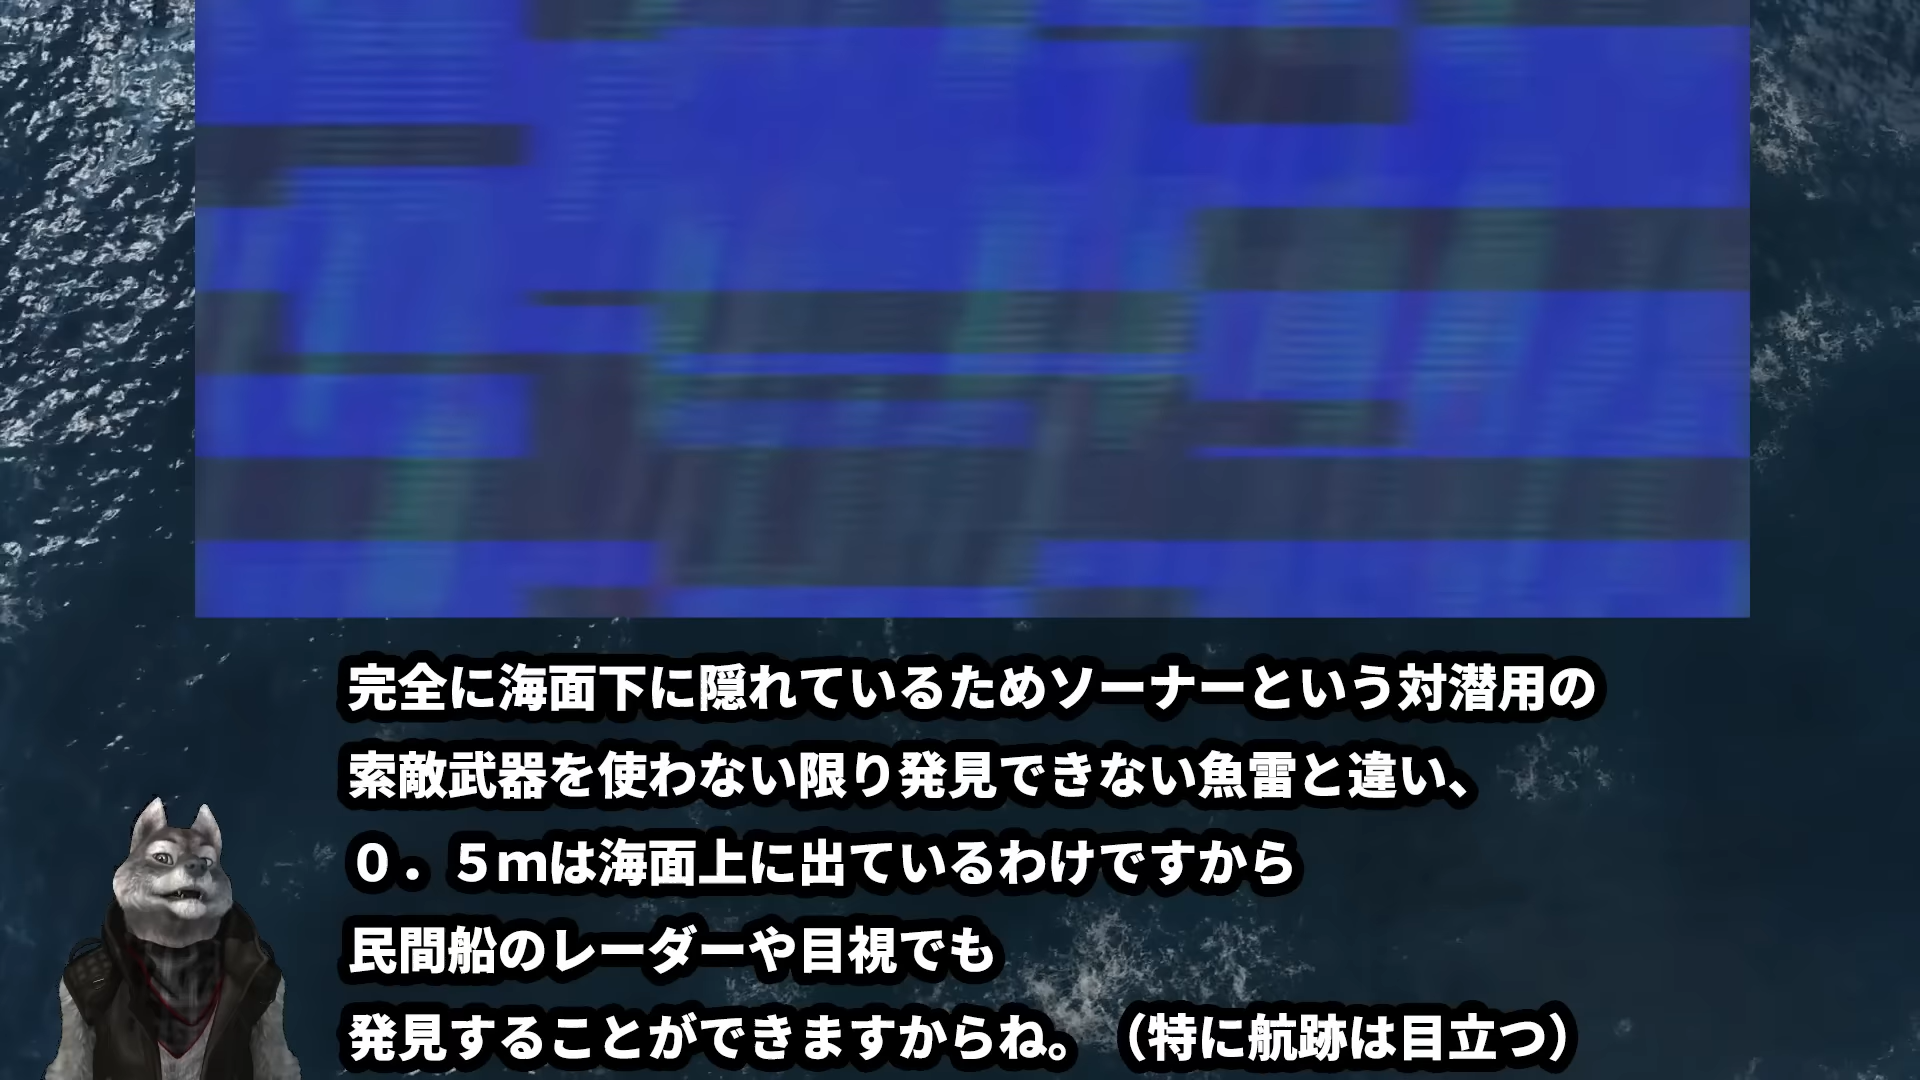 完全に海面下に隠れているためソーナーという対潜用の
索敵武器を使わない限り発見できない魚雷と違い、
０．５ｍは海面上に出ているわけですから
民間船のレーダーや目視でも
発見することができますからね。（特に航跡は目立つ）